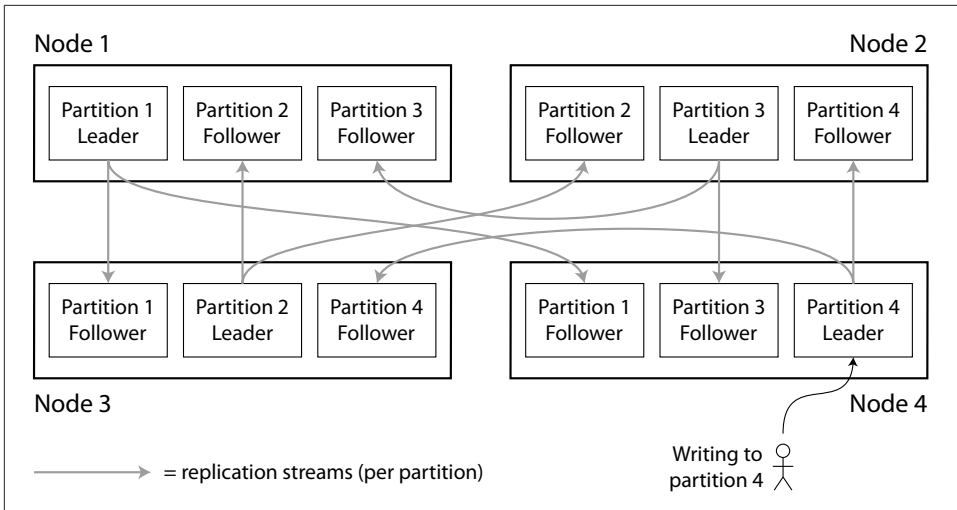 Node 1
Node 2
Partition 1
Leader
Partition 2
Follower
Partition 3
Follower
Partition 2
Follower
Partition 3
Leader
Partition 4
Follower
Partition 1
Follower
Partition 2
Leader
Partition 4
Follower
Partition 1
Follower
Partition 3
Follower
Partition 4
Leader
Node 3
Node 4
= replication streams (per partition)
Writing to
partition 4